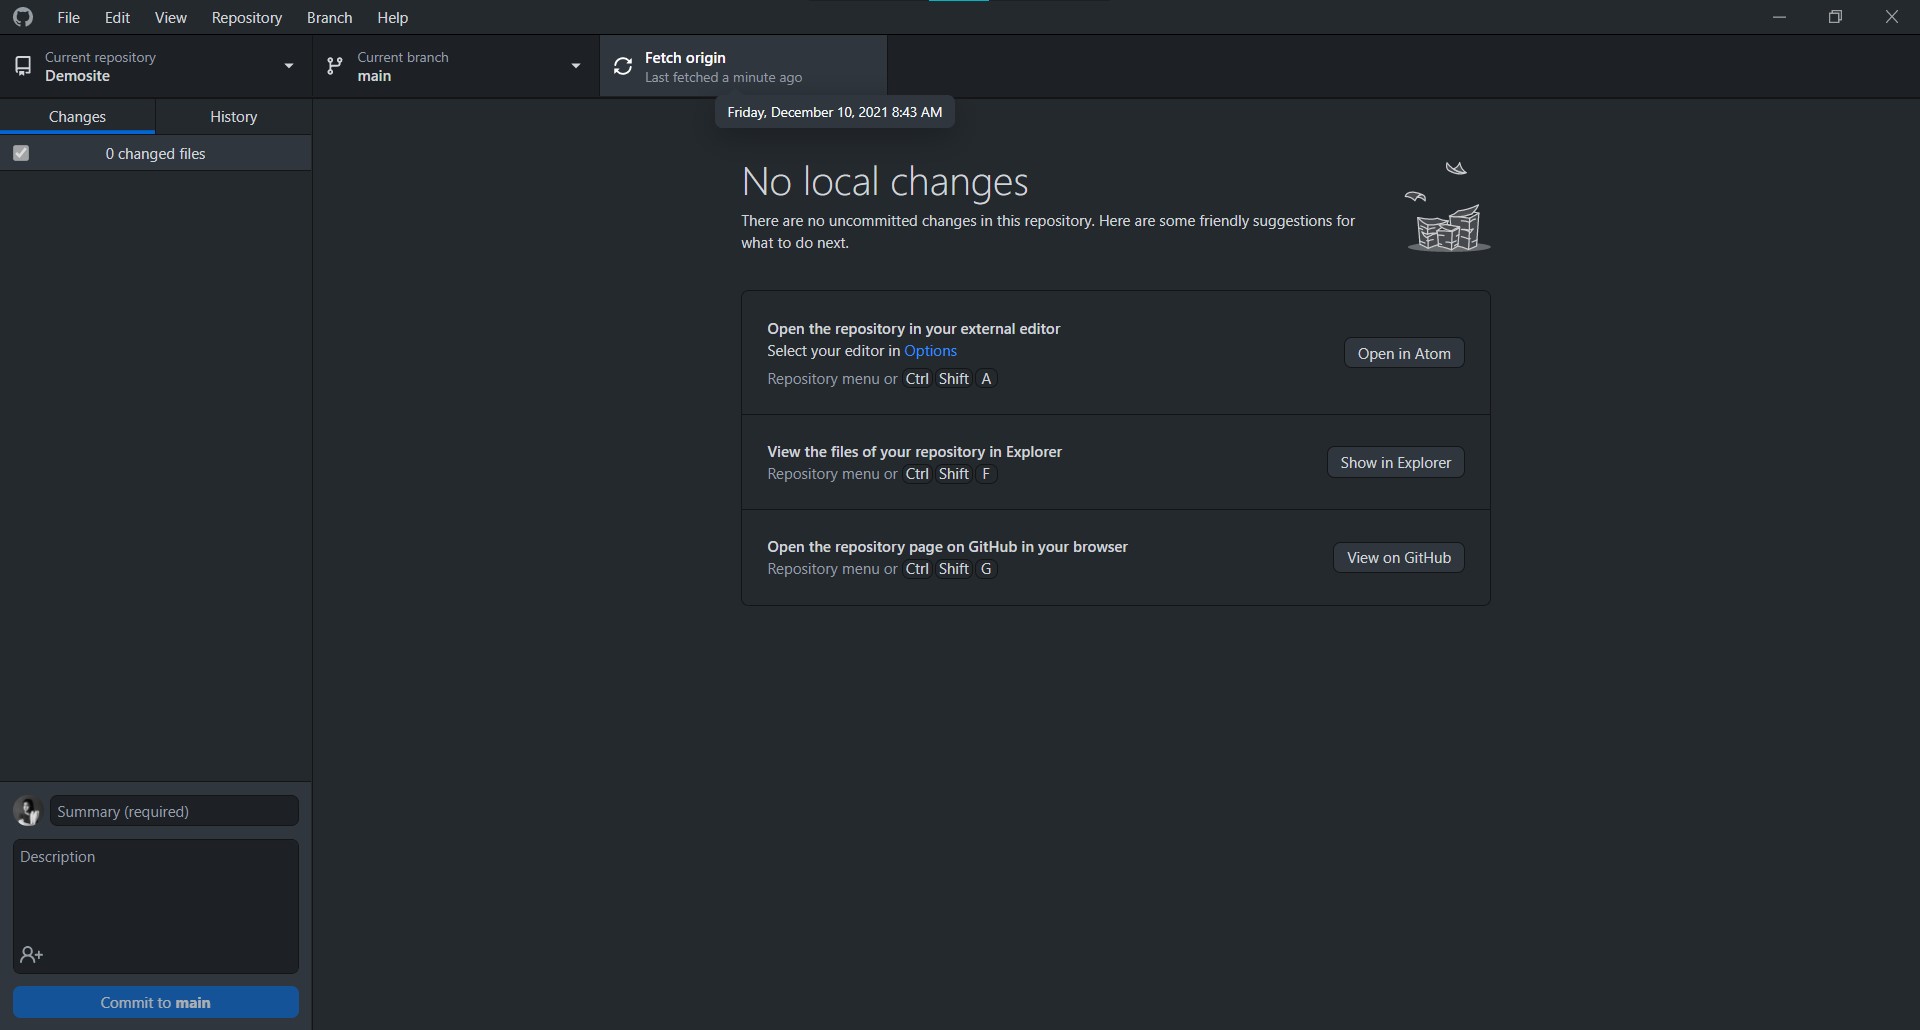 File Edit View Repository Branch Help
Current repository
Demosite
Current branch
main
Fetch origin
Last fetched a minute ago
Friday, December 10, 2021 8:43 AM
Changes History
0 changed files
No local changes
There are no uncommitted changes in this repository. Here are some friendly suggestions for
what to do next.
Open the repository in your external editor
Select your editor in Options
Repository menu or Ctrl Shift A
Open in Atom
View the files of your repository in Explorer
Repository menu or Ctrl Shift F
Show in Explorer
Open the repository page on GitHub in your browser
Repository menu or Ctrl Shift G
View on GitHub
Summary (required)
Description
Commit to main